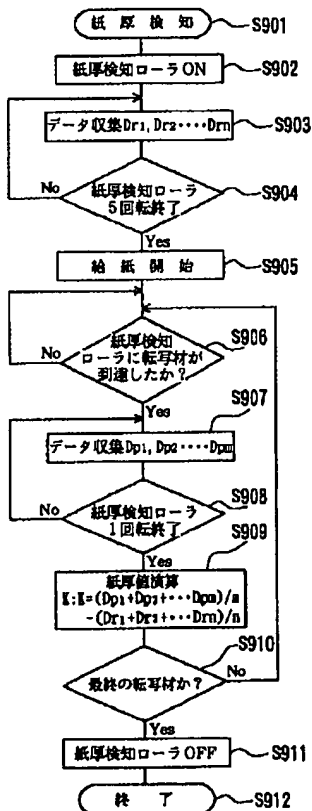 紙厚検知
S901
紙厚検知ローラON
S902
データ収集Dr1, Dr2‥‥Drn
S903
紙厚検知ローラ
5回転終了
S904
No
Yes
給紙開始
S905
紙厚検知
ローラに転写材が
到達したか?
S906
No
Yes
データ収集Dp1, Dp2‥‥Dpm
S907
紙厚検知ローラ
1回転終了
S908
No
Yes
紙厚値演算
K:K=(Dp1+Dp2+‥‥Dpm)/m
-(Dr1+Dr2+‥‥Drn)/n
S909
最終の転写材か?
S910
No
Yes
紙厚検知ローラOFF
S911
終了
S912